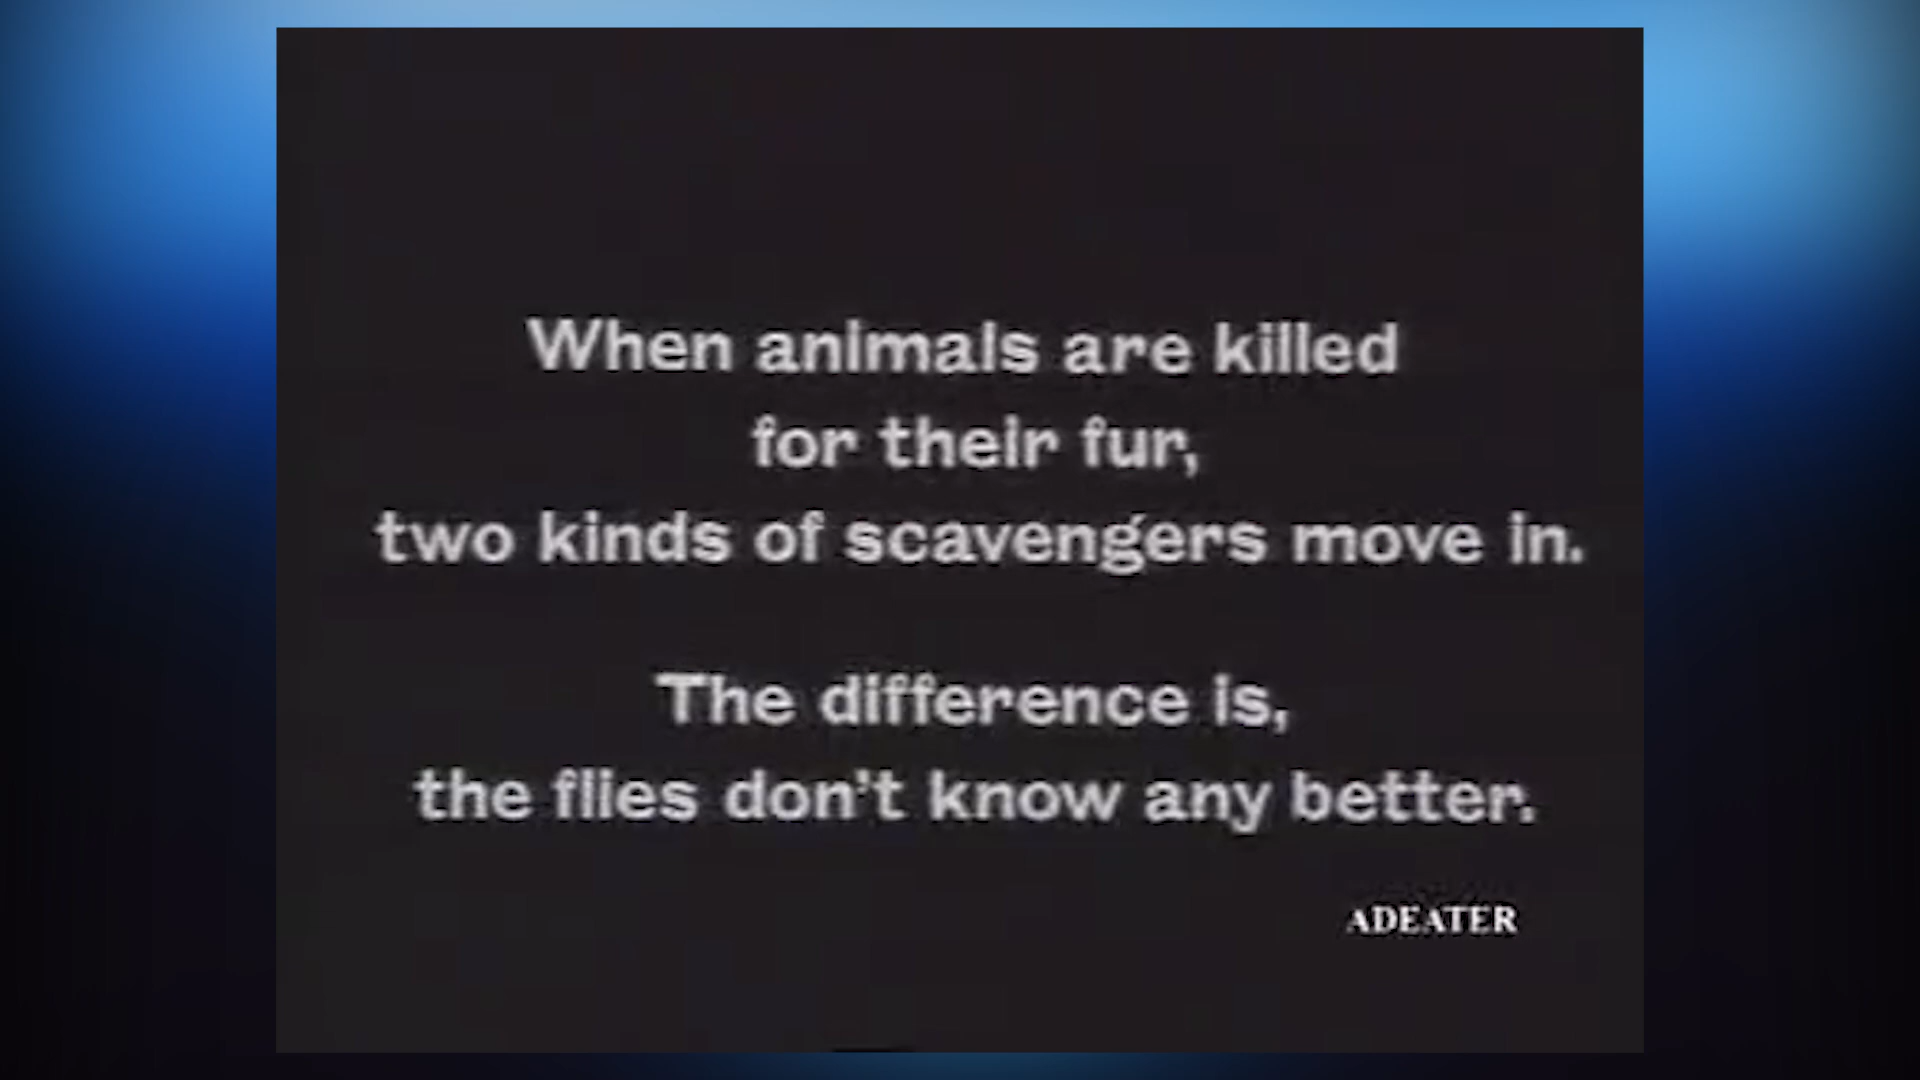 When animals are killed
for their fur,
two kinds of scavengers move in.
The difference is,
the flies don't know any better.
ADEATER